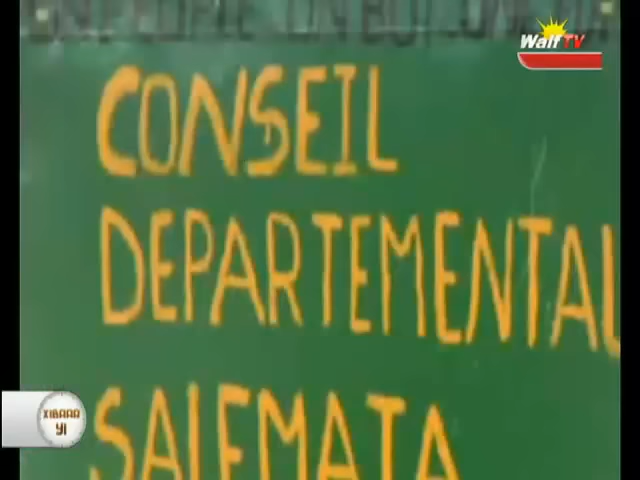 Walf TV
CONSEIL
DEPARTEMENTAL
SALEMATA
XIBAAR
YI